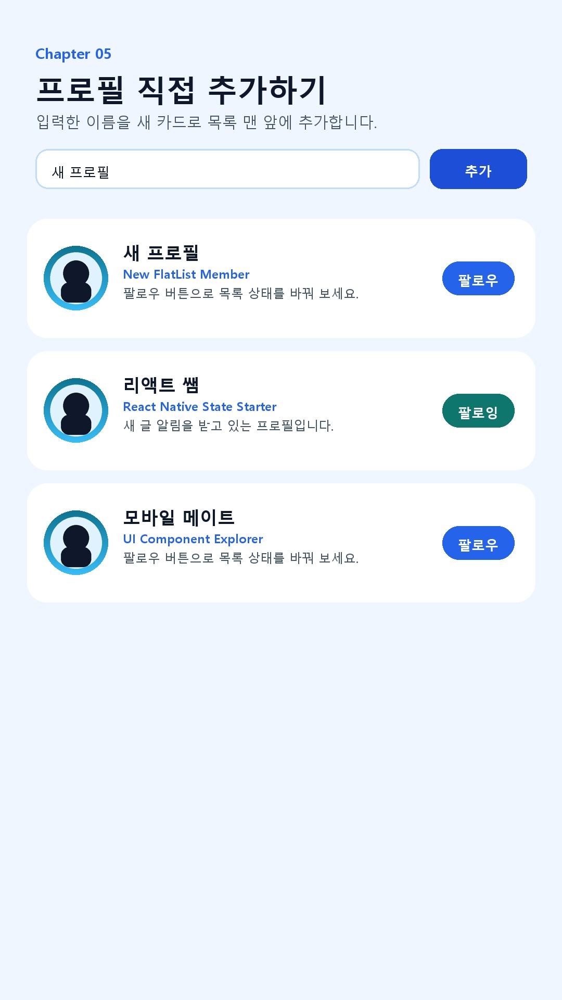 Chapter 05
프로필 직접 추가하기
입력한 이름을 새 카드로 목록 맨 앞에 추가합니다.
새 프로필
추가
새 프로필
New FlatList Member
팔로우 버튼으로 목록 상태를 바꿔 보세요.
팔로우
리액트 쌤
React Native State Starter
새 글 알림을 받고 있는 프로필입니다.
팔로잉
모바일 메이트
UI Component Explorer
팔로우 버튼으로 목록 상태를 바꿔 보세요.
팔로우